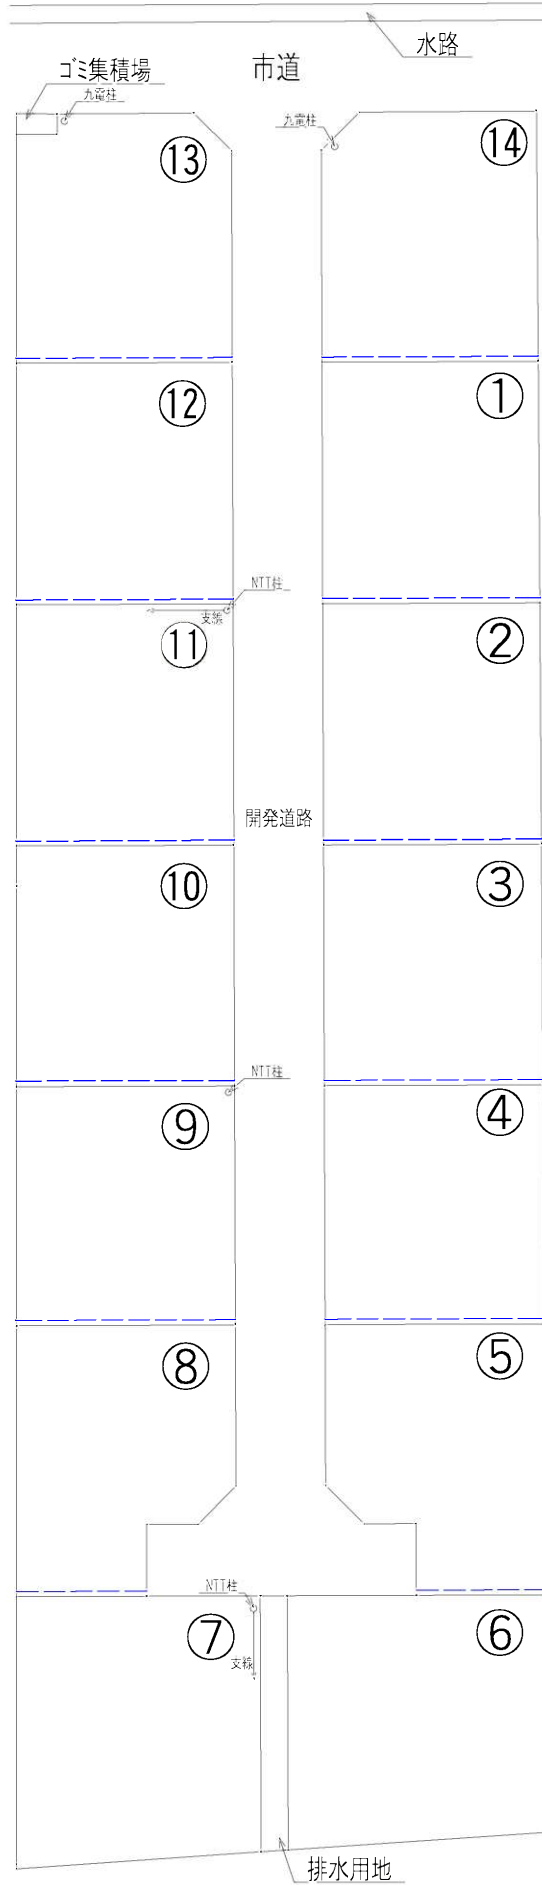 水路
ゴミ集積場
市道
九電柱
九電柱
⑬
⑭
⑫
①
NTT柱
支線
⑪
②
開発道路
⑩
③
NTT柱
⑨
④
⑧
⑤
NTT柱
⑦
支線
⑥
排水用地